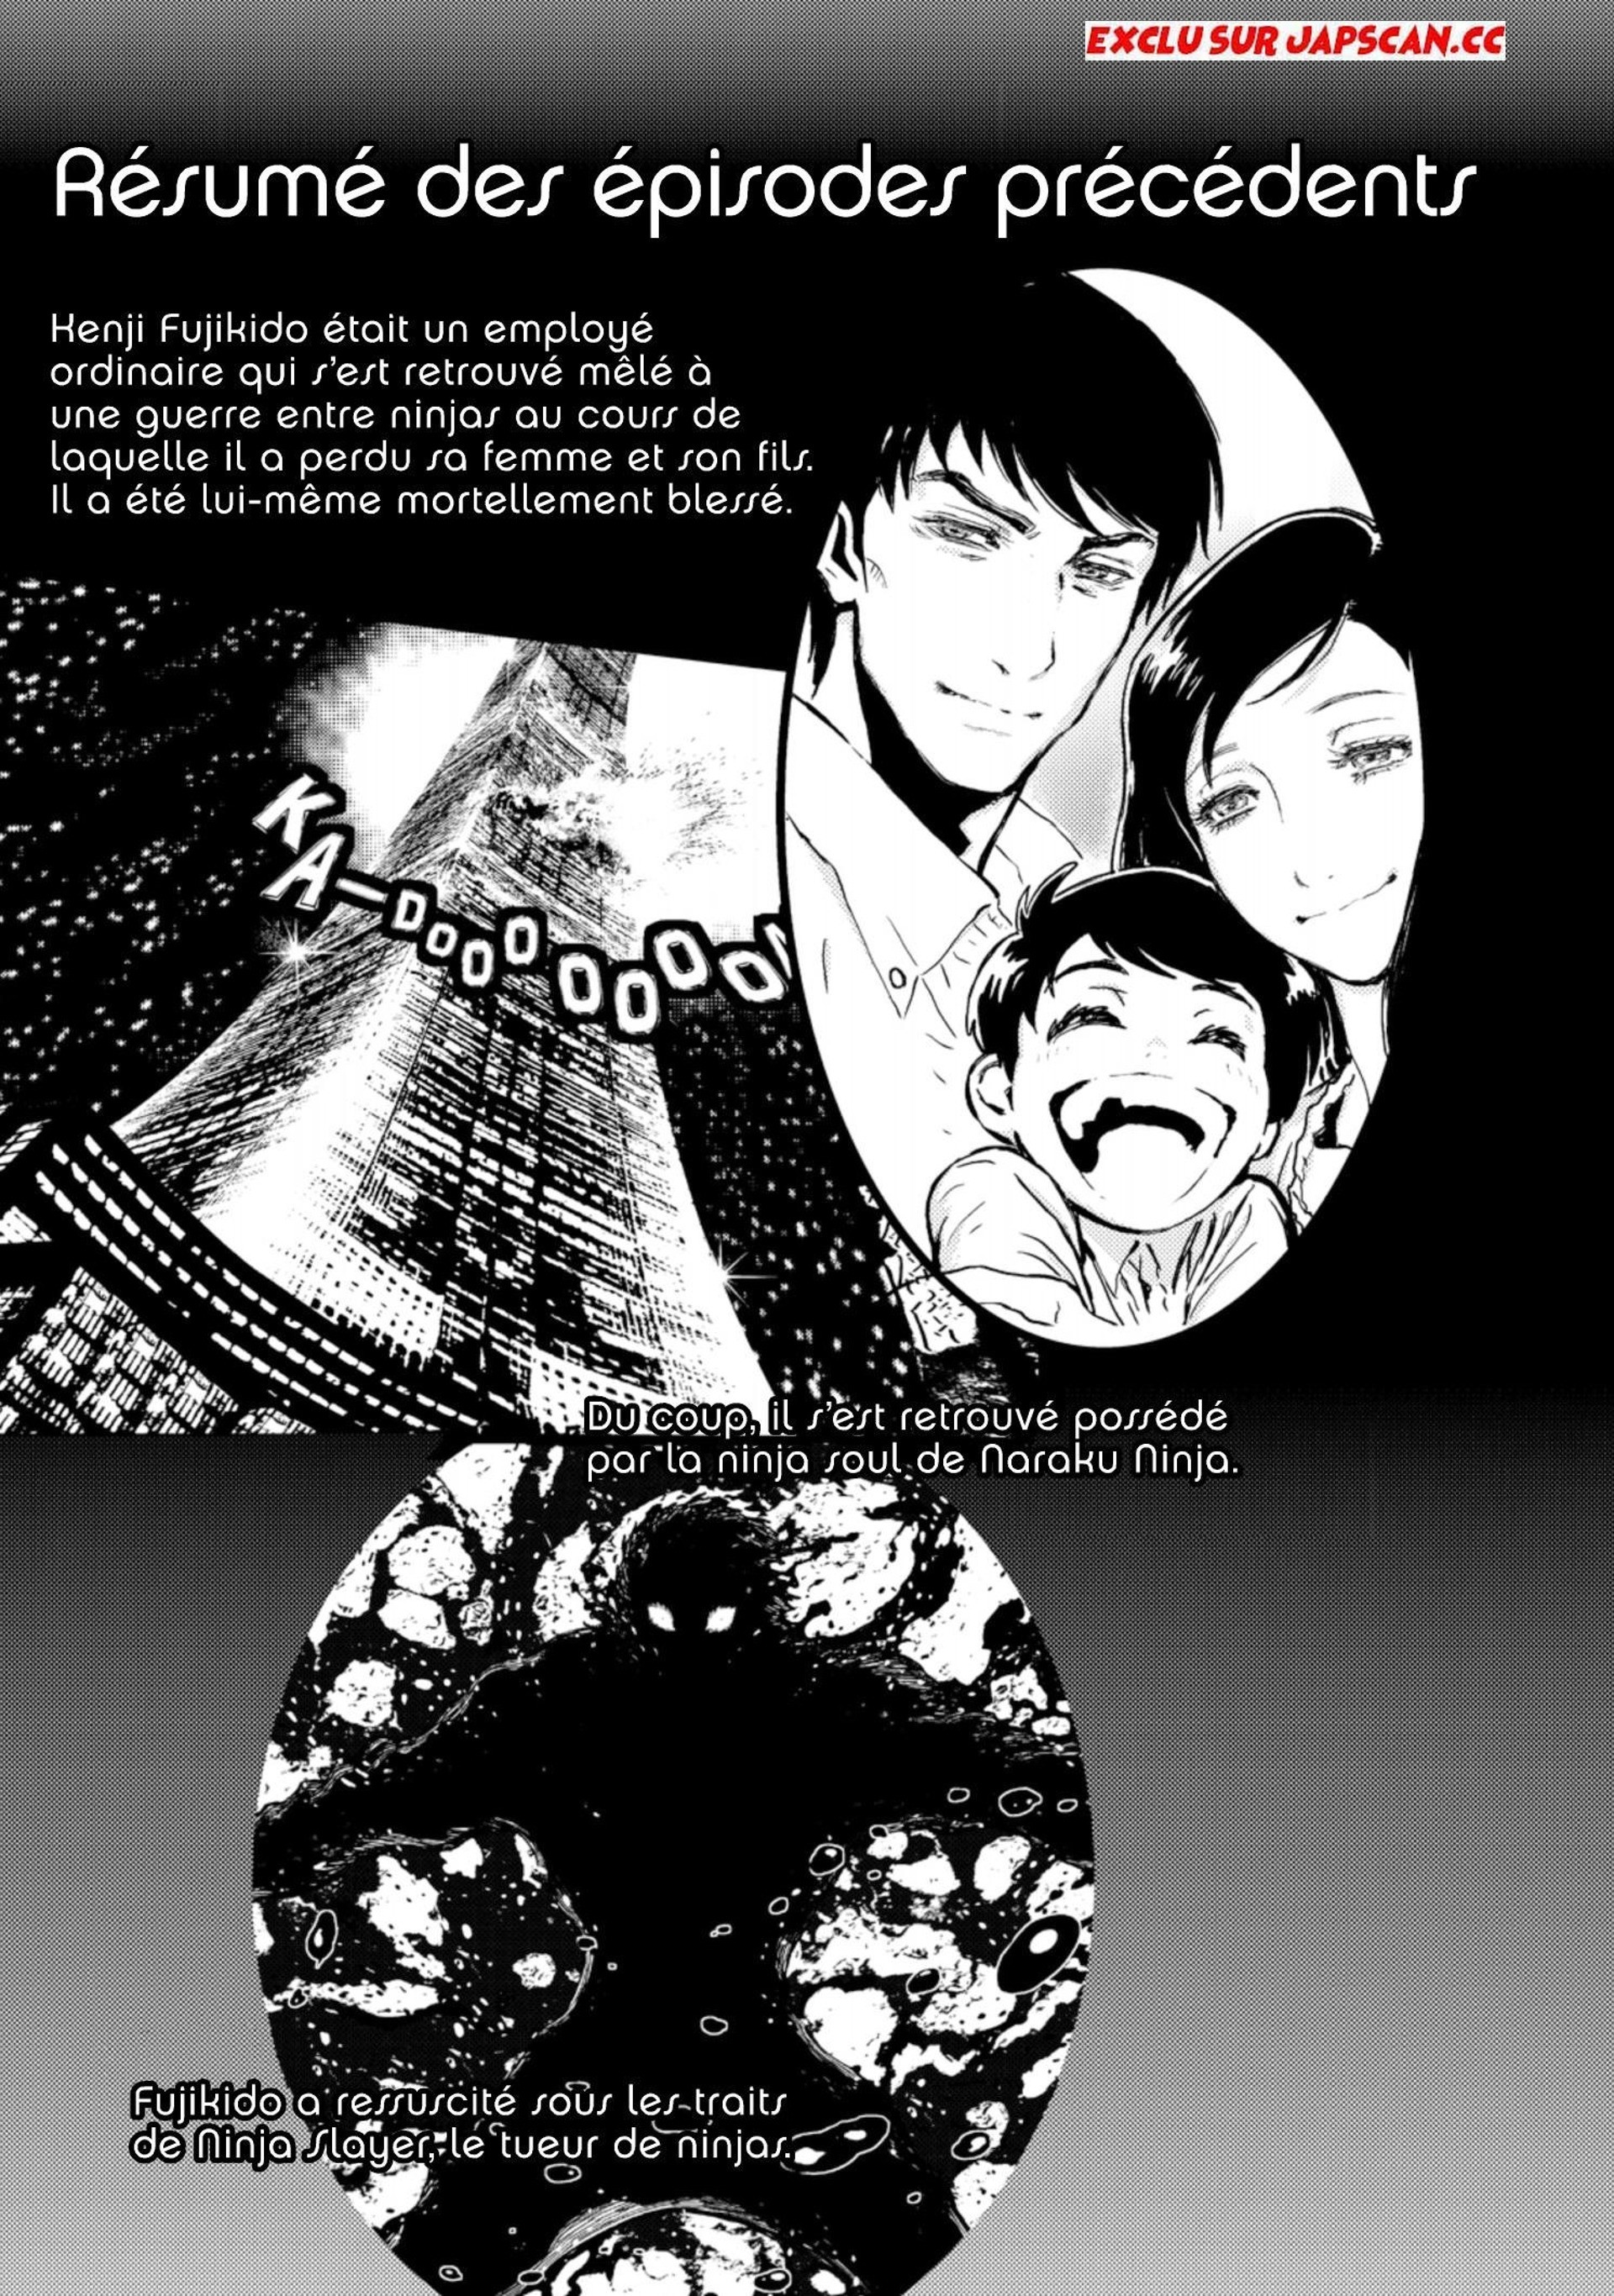 EXCLU SUR JAPSCAN.CC
Résumé des épisodes précédents
Kenji Fujikido était un employé
ordinaire qui s'est retrouvé mêlé à
une guerre entre ninjas au cours de
laquelle il a perdu sa femme et son fils.
Il a été lui-même mortellement blessé.
KA-DOOOOOOOOM
Du coup, il s'est retrouvé possédé
par la ninja soul de Naraku Ninja.
Fujikido a ressuscité sous les traits
de Ninja Slayer, le tueur de ninjas.